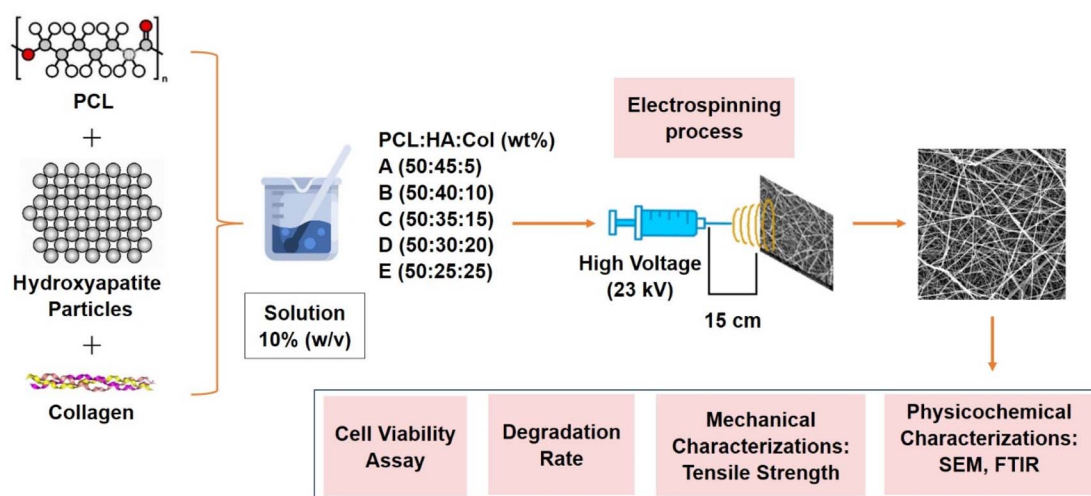 n
PCL
+
Hydroxyapatite
Particles
+
Collagen
Solution
10% (w/v)
PCL:HA:Col (wt%)
A (50:45:5)
B (50:40:10)
C (50:35:15)
D (50:30:20)
E (50:25:25)
Electrospinning
process
High Voltage
(23 kV)
15 cm
Cell Viability
Assay
Degradation
Rate
Mechanical
Characterizations:
Tensile Strength
Physicochemical
Characterizations:
SEM, FTIR